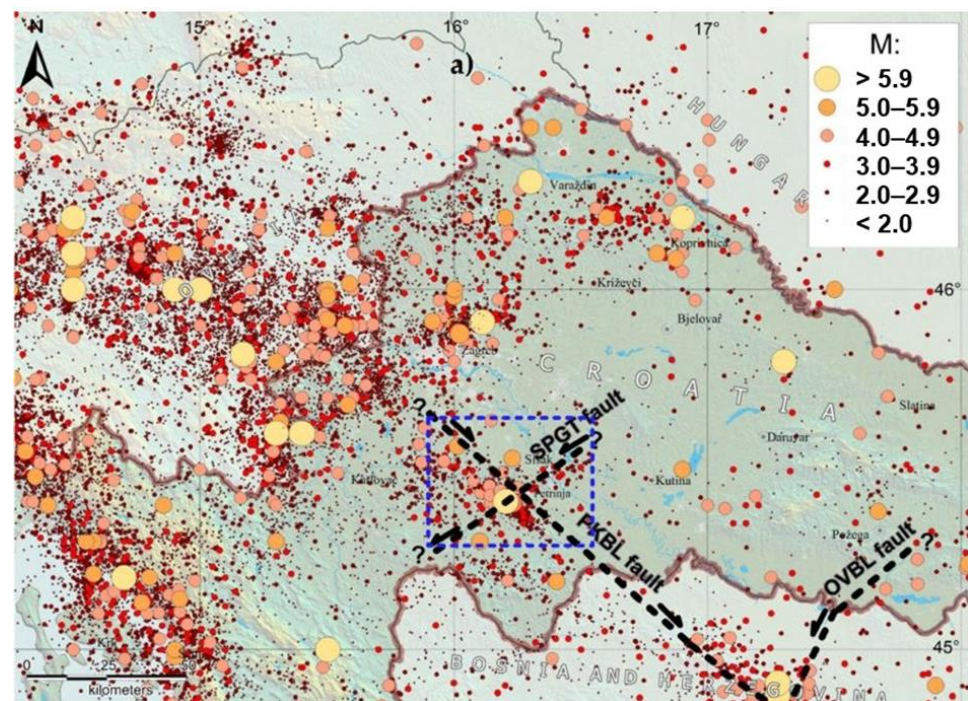 N
15°
16°
17°
a)
M:
> 5.9
5.0–5.9
4.0–4.9
3.0–3.9
2.0–2.9
< 2.0
HUNGAR
Varaždin
Koprivnica
Križevci
46°
Bjelovar
Zagreb
CROATIA
Slatina
?
SPGT fault
?
Daruvar
Sisak
Karlovac
Kutina
Petrinja
PKBL fault
Požega
?
OVBL fault
?
45°
0 25 50
kilometers
BOSNIA AND HERZEGOVINA